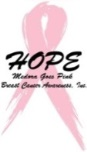 HOPE
Madera Goes Pink
Breast Cancer Awareness, Inc.